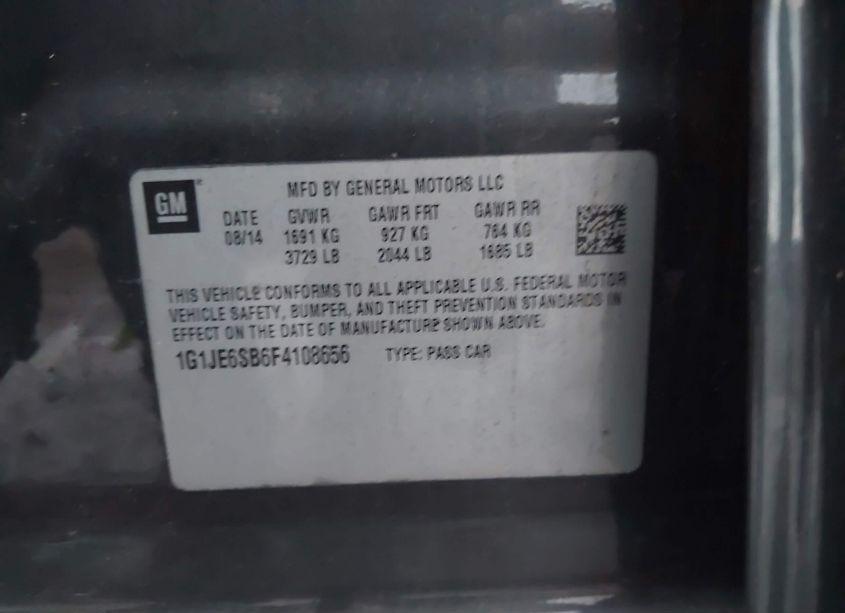 GM
MFD BY GENERAL MOTORS LLC
DATE GVWR GAWR FRT GAWR RR
08/14 1691 KG 927 KG 764 KG
3729 LB 2044 LB 1685 LB
THIS VEHICLE CONFORMS TO ALL APPLICABLE U.S. FEDERAL MOTOR
VEHICLE SAFETY, BUMPER, AND THEFT PREVENTION STANDARDS IN
EFFECT ON THE DATE OF MANUFACTURE SHOWN ABOVE.
1G1JE6SB6F4108656 TYPE: PASS CAR